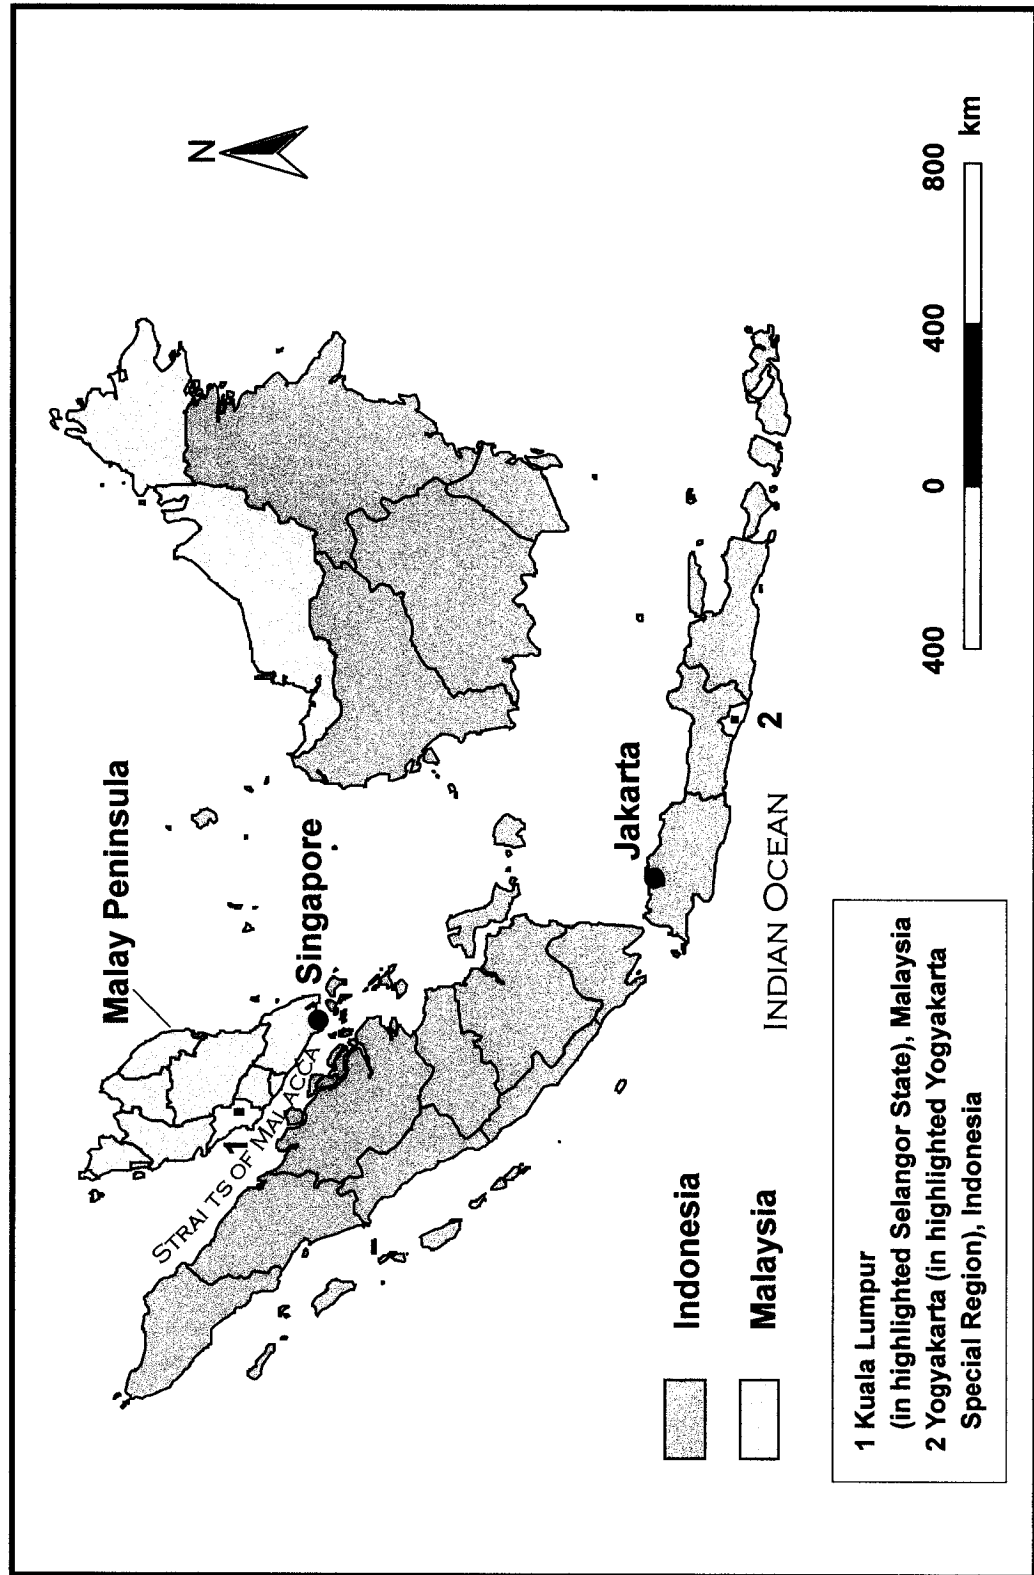 N
Malay Peninsula
STRAITS OF MALACCA
1
Singapore
Jakarta
2
INDIAN OCEAN
Indonesia
Malaysia
400 0 400 800 km
1 Kuala Lumpur
(in highlighted Selangor State), Malaysia
2 Yogyakarta (in highlighted Yogyakarta
Special Region), Indonesia